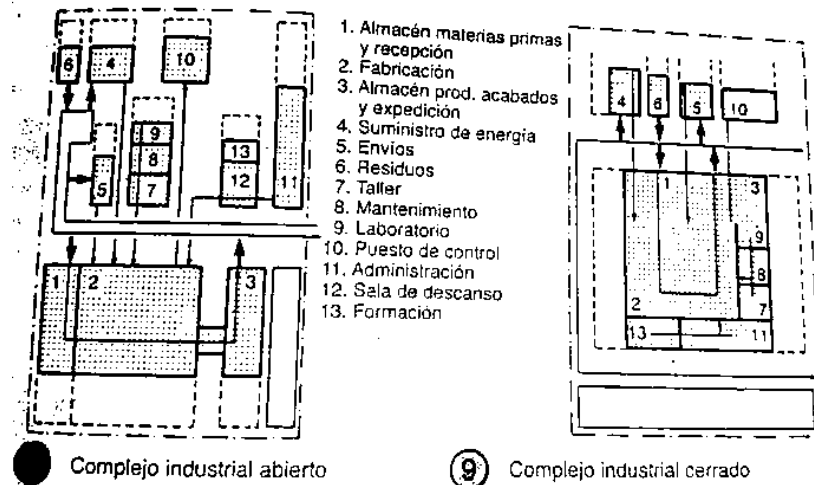 6
4
10
9
8
7
5
13
12
11
1
2
3
1. Almacén materias primas
y recepción
2. Fabricación
3. Almacén prod. acabados
y expedición
4. Suministro de energía
5. Envíos
6. Residuos
7. Taller
8. Mantenimiento
9. Laboratorio
10. Puesto de control
11. Administración
12. Sala de descanso
13. Formación
4
6
5
10
1
3
9
8
2
7
13
11
Complejo industrial abierto
9 Complejo industrial cerrado